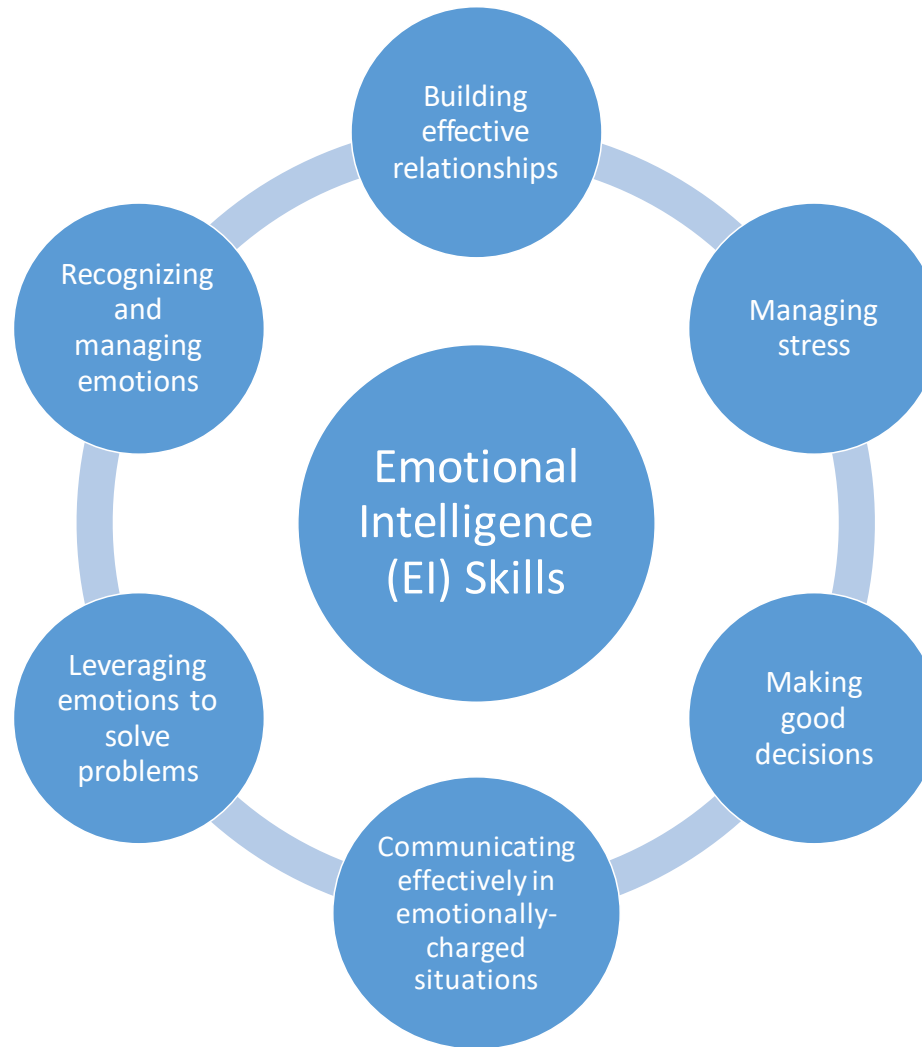 Building
effective
relationships
Managing
stress
Making
good
decisions
Communicating
effectively in
emotionally-
charged
situations
Leveraging
emotions to
solve
problems
Recognizing
and
managing
emotions
Emotional
Intelligence
(EI) Skills